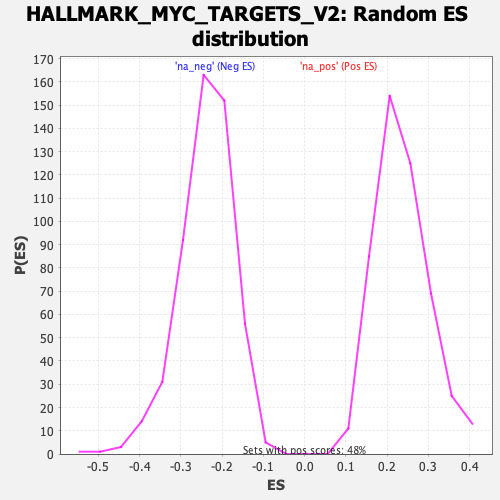 HALLMARK_MYC_TARGETS_V2: Random ES
distribution
'na_neg' (Neg ES)
'na_pos' (Pos ES)
170
160
150
140
130
120
110
100
90
80
70
60
50
40
30
20
10
0
P(ES)
Sets with pos scores: 48%
-0.5 -0.4 -0.3 -0.2 -0.1 0.0 0.1 0.2 0.3 0.4
ES